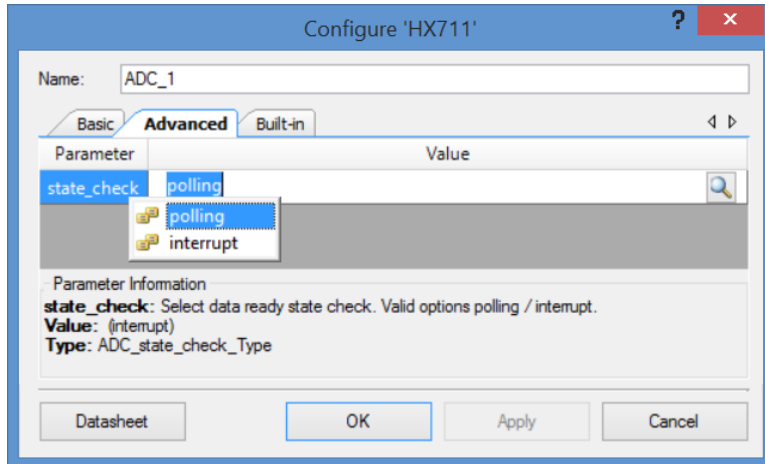 Configure 'HX711'
?
×
Name: ADC_1
Basic Advanced Built-in
Parameter Value
state_check polling
polling
interrupt
Parameter Information
state_check: Select data ready state check. Valid options polling / interrupt.
Value: (interrupt)
Type: ADC_state_check_Type
Datasheet OK Apply Cancel